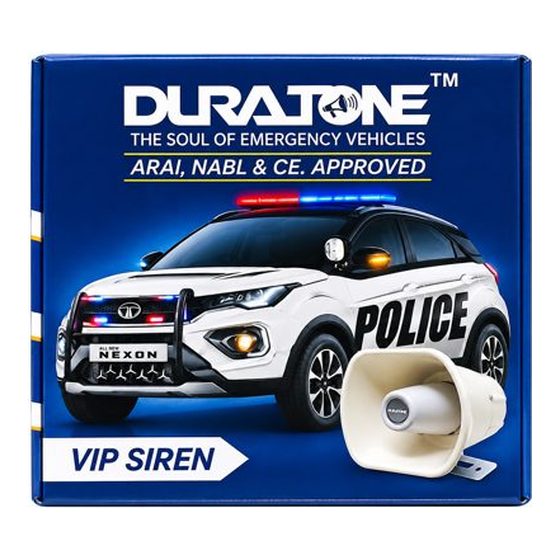 DURATONE™
THE SOUL OF EMERGENCY VEHICLES
ARAI, NABL & CE. APPROVED
ALL NEW
NEXON
POLICE
DURATONE
VIP SIREN